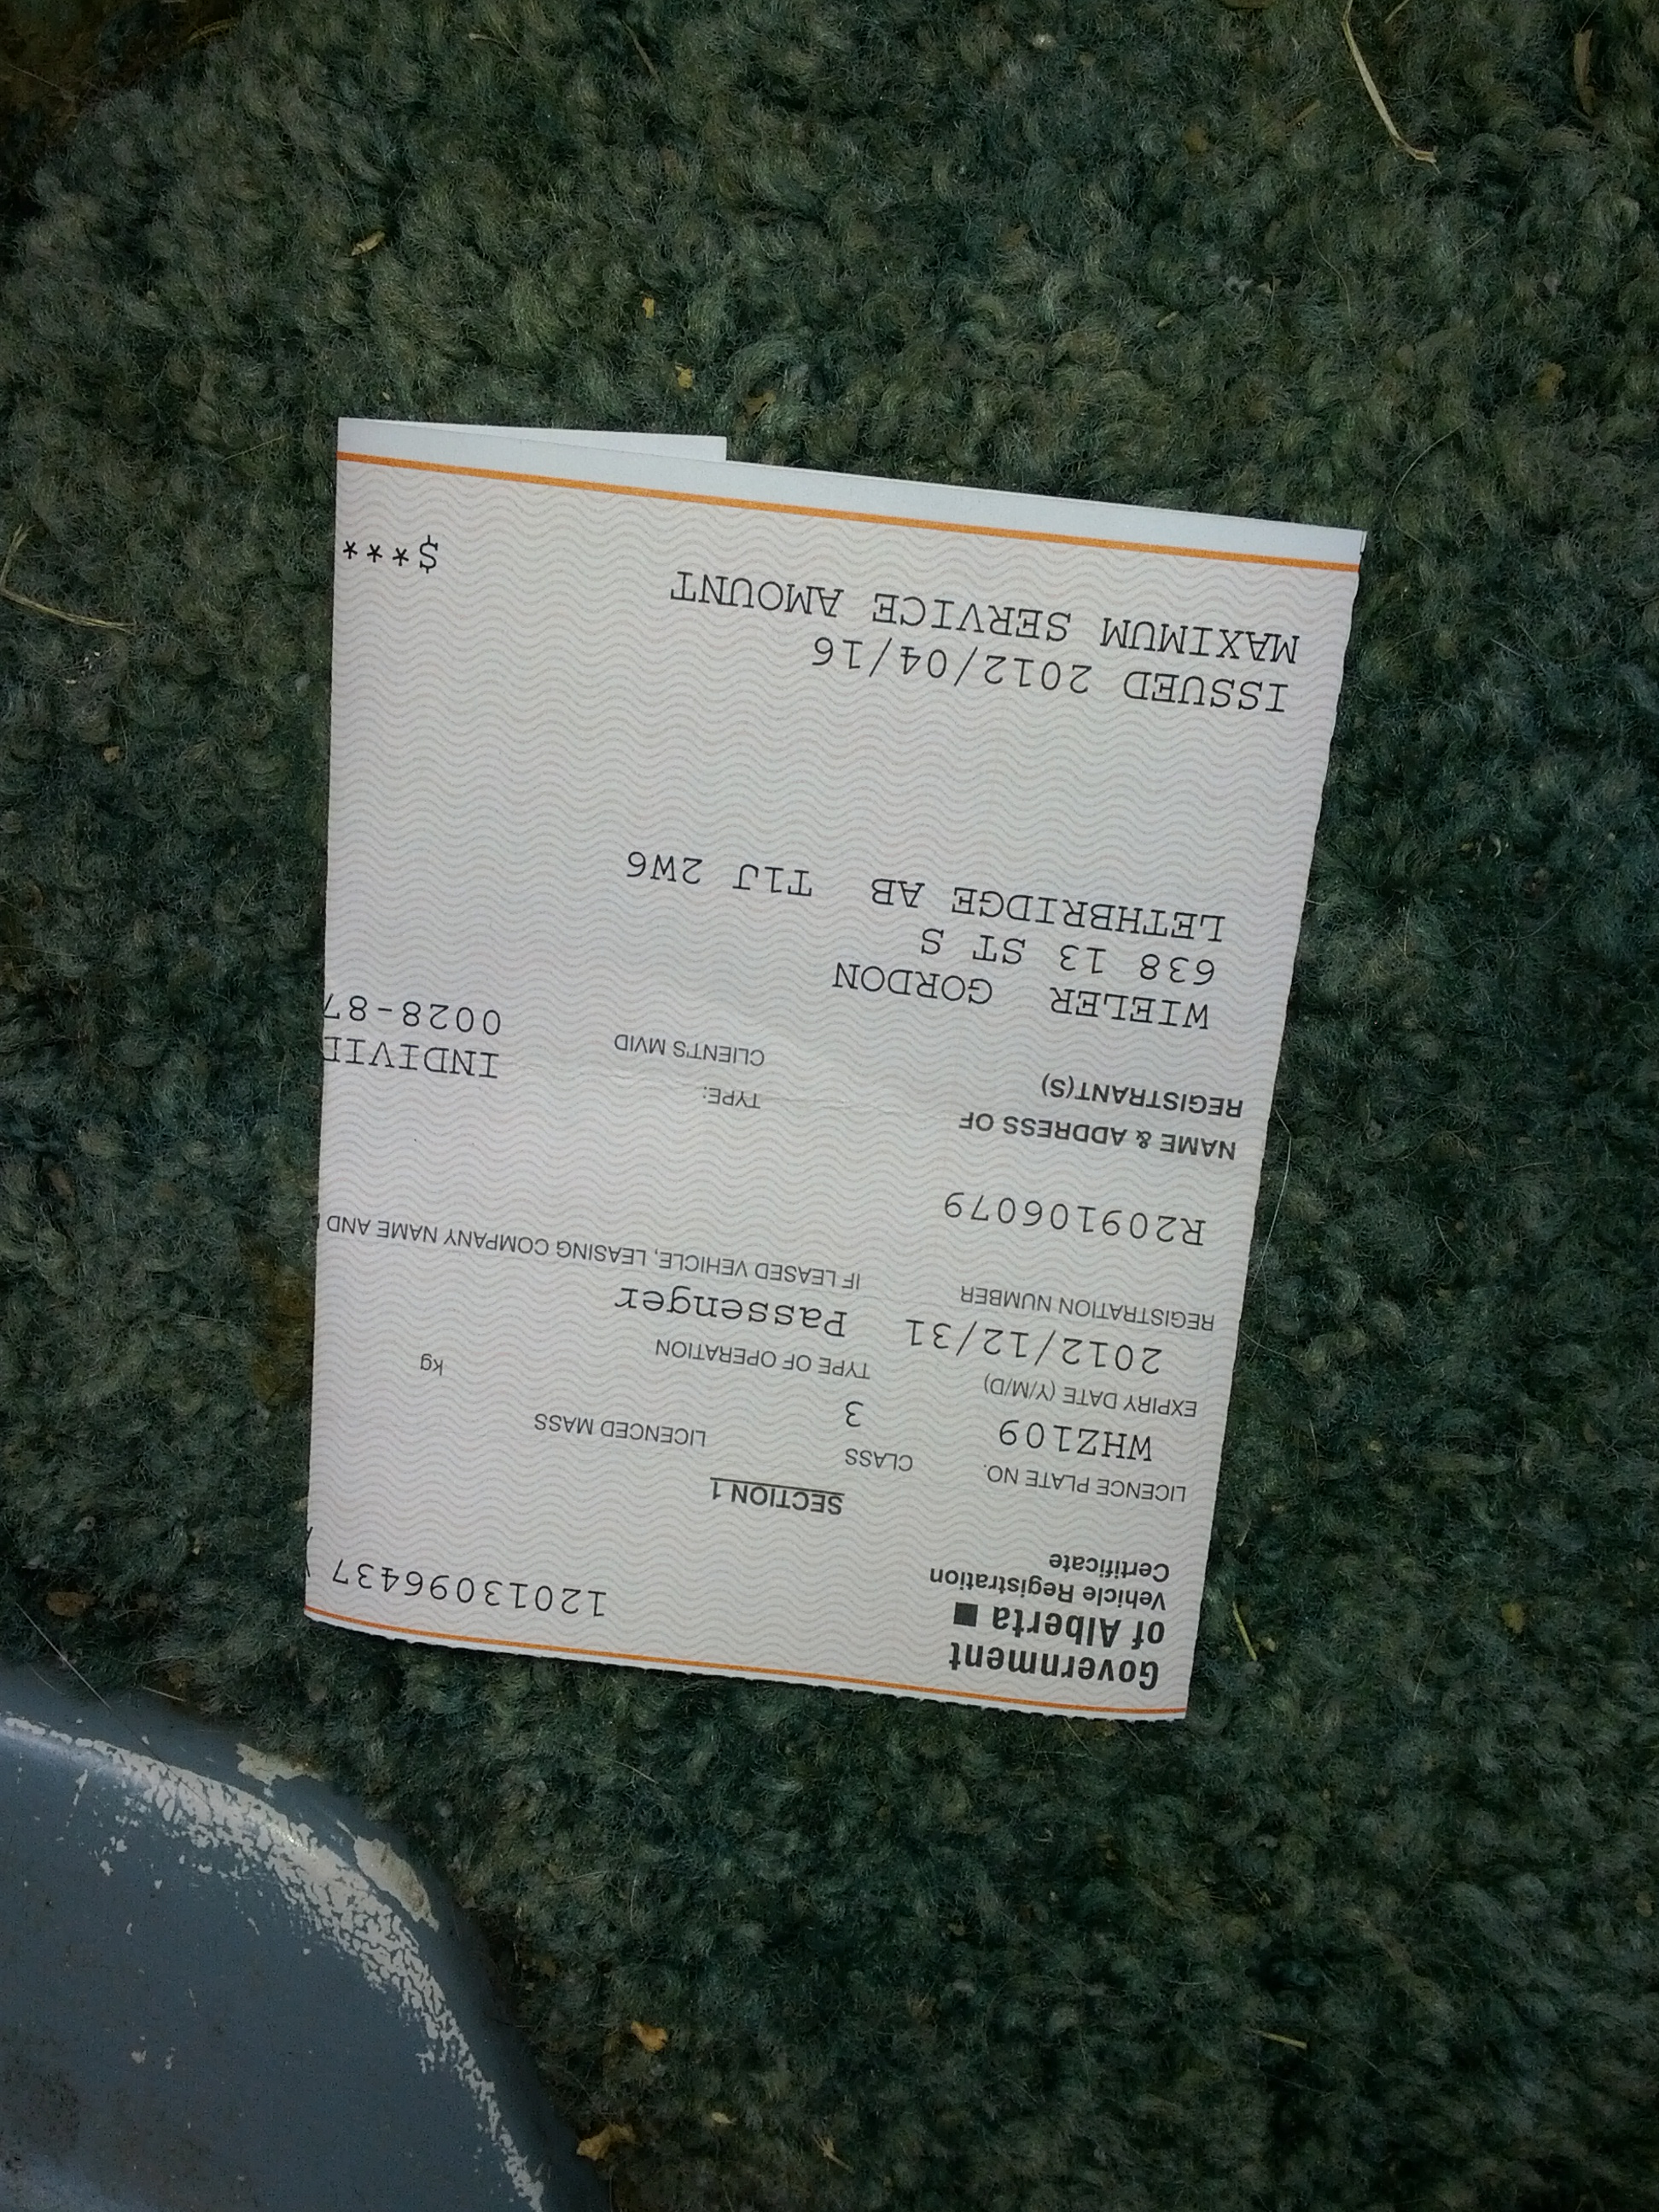 Government
of Alberta
Vehicle Registration
Certificate
12013096437
SECTION 1
LICENCE PLATE NO. CLASS LICENCED MASS
WHZ109 3 kg
EXPIRY DATE (Y/M/D) TYPE OF OPERATION
2012/12/31 Passenger
REGISTRATION NUMBER IF LEASED VEHICLE, LEASING COMPANY NAME AND
R209106079
NAME & ADDRESS OF
REGISTRANT(S)
TYPE: INDIVID
CLIENT'S MVID 0028-87
WIELER GORDON
638 13 ST S
LETHBRIDGE AB T1J 2W6
ISSUED 2012/04/16
MAXIMUM SERVICE AMOUNT $***